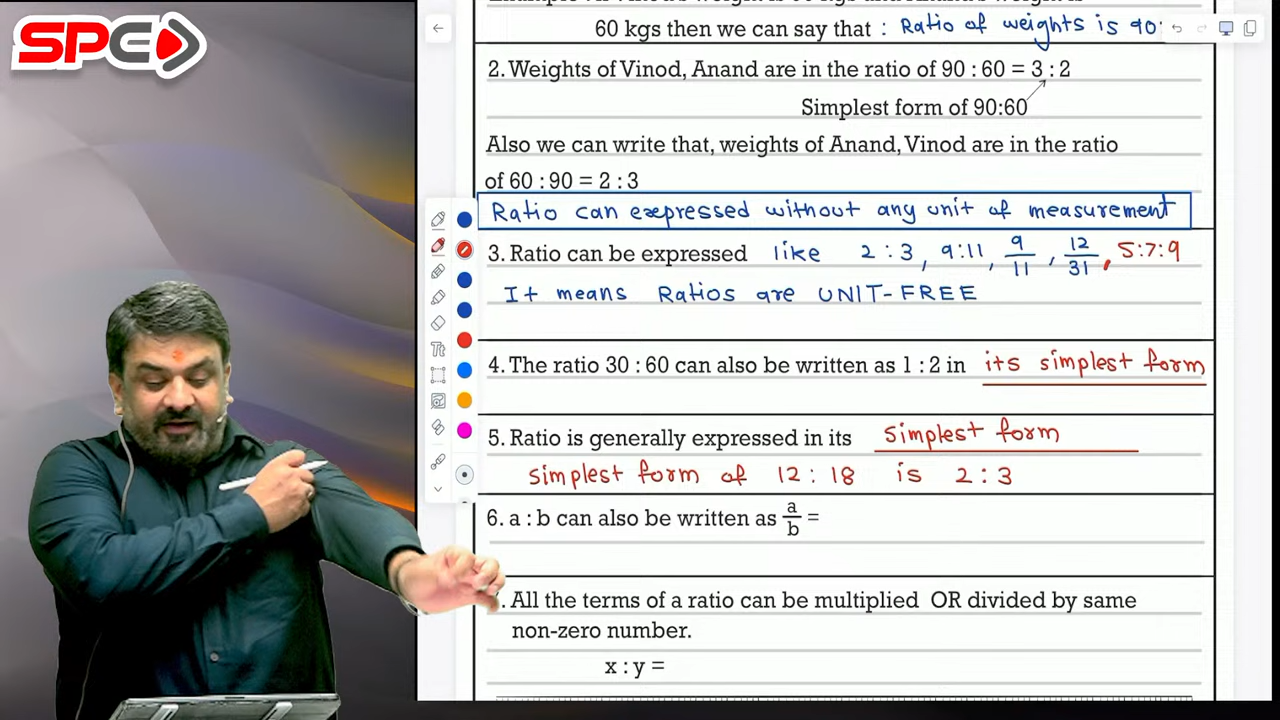 SPE
60 kgs then we can say that : Ratio of weights is 90:
2. Weights of Vinod, Anand are in the ratio of 90 : 60 = 3 : 2
Simplest form of 90:60
Also we can write that, weights of Anand, Vinod are in the ratio
of 60 : 90 = 2 : 3
Ratio can expressed without any unit of measurement
3. Ratio can be expressed like 2 : 3, 9:11, 9/11, 12/31, 5:7:9
It means Ratios are UNIT-FREE
4. The ratio 30 : 60 can also be written as 1 : 2 in its simplest form
5. Ratio is generally expressed in its simplest form
simplest form of 12 : 18 is 2 : 3
6. a : b can also be written as a/b =
. All the terms of a ratio can be multiplied OR divided by same
non-zero number.
x : y =
Tt